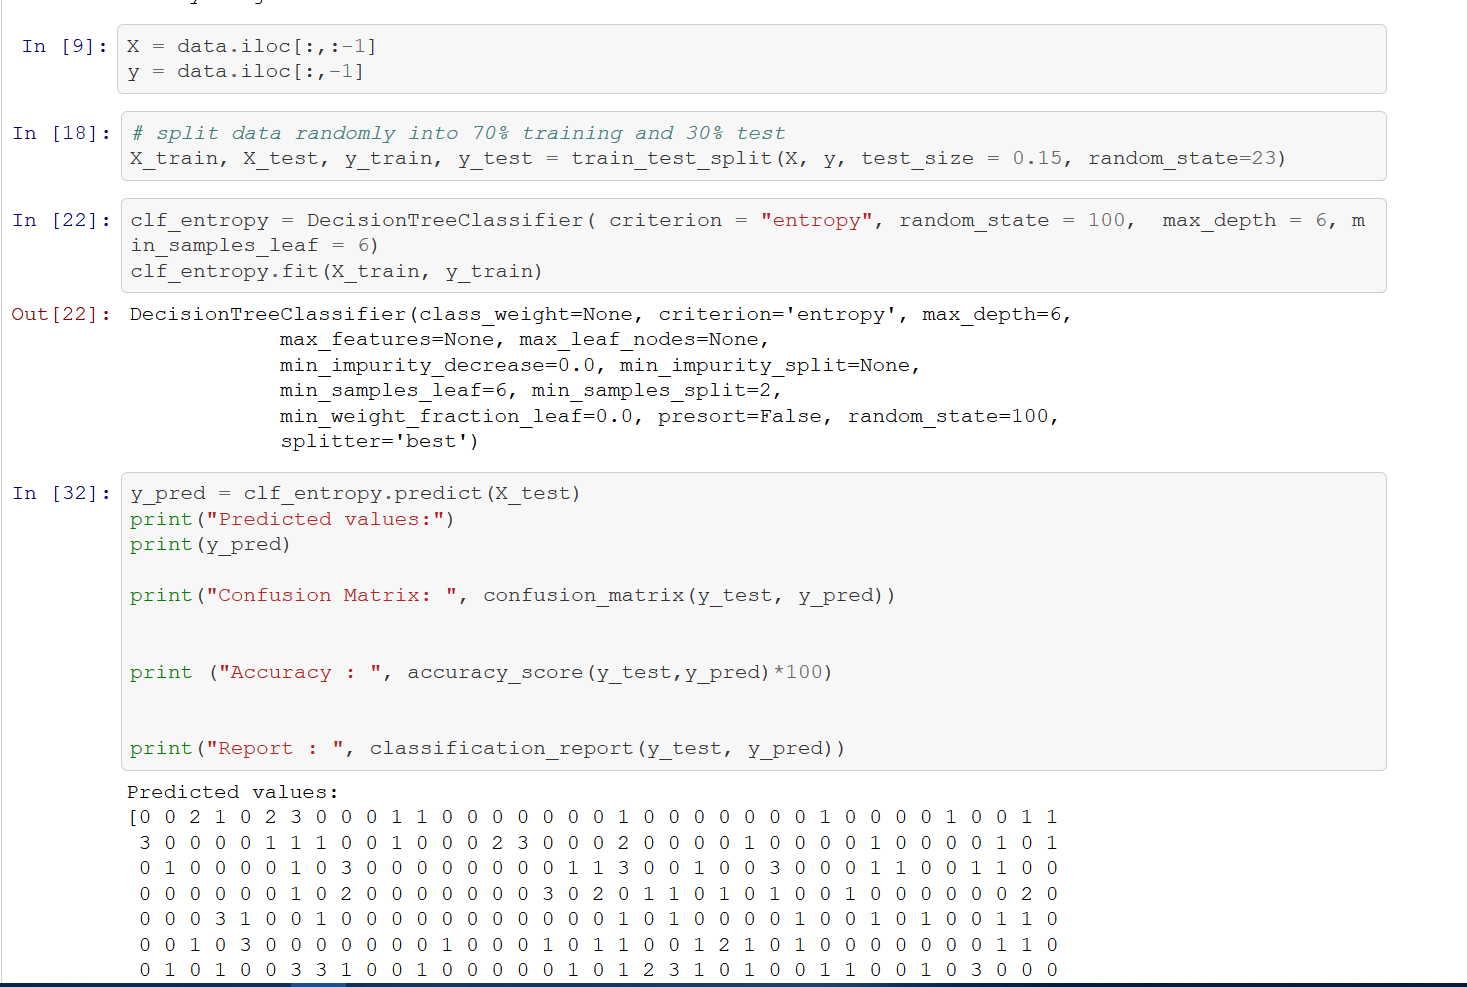 In [9]: X = data.iloc[:,:-1]
y = data.iloc[:,-1]
In [18]: # split data randomly into 70% training and 30% test
X_train, X_test, y_train, y_test = train_test_split(X, y, test_size = 0.15, random_state=23)
In [22]: clf_entropy = DecisionTreeClassifier( criterion = "entropy", random_state = 100,  max_depth = 6, m
in_samples_leaf = 6)
clf_entropy.fit(X_train, y_train)
Out[22]: DecisionTreeClassifier(class_weight=None, criterion='entropy', max_depth=6,
max_features=None, max_leaf_nodes=None,
min_impurity_decrease=0.0, min_impurity_split=None,
min_samples_leaf=6, min_samples_split=2,
min_weight_fraction_leaf=0.0, presort=False, random_state=100,
splitter='best')
In [32]: y_pred = clf_entropy.predict(X_test)
print("Predicted values:")
print(y_pred)
print("Confusion Matrix: ", confusion_matrix(y_test, y_pred))
print ("Accuracy : ", accuracy_score(y_test,y_pred)*100)
print("Report : ", classification_report(y_test, y_pred))
Predicted values:
[0 0 2 1 0 2 3 0 0 0 1 1 0 0 0 0 0 0 0 1 0 0 0 0 0 0 0 1 0 0 0 0 1 0 0 1 1
3 0 0 0 0 1 1 1 0 0 1 0 0 0 2 3 0 0 0 2 0 0 0 0 1 0 0 0 0 1 0 0 0 0 1 0 1
0 1 0 0 0 0 1 0 3 0 0 0 0 0 0 0 0 1 1 3 0 0 1 0 0 3 0 0 0 1 1 0 0 1 1 0 0
0 0 0 0 0 0 1 0 2 0 0 0 0 0 0 0 3 0 2 0 1 1 0 1 0 1 0 0 1 0 0 0 0 0 0 2 0
0 0 0 3 1 0 0 1 0 0 0 0 0 0 0 0 0 0 0 1 0 1 0 0 0 0 1 0 0 1 0 1 0 0 1 1 0
0 0 1 0 3 0 0 0 0 0 0 0 1 0 0 0 1 0 1 1 0 0 1 2 1 0 1 0 0 0 0 0 0 0 1 1 0
0 1 0 1 0 0 3 3 1 0 0 1 0 0 0 0 0 1 0 1 2 3 1 0 1 0 0 1 1 0 0 1 0 3 0 0 0